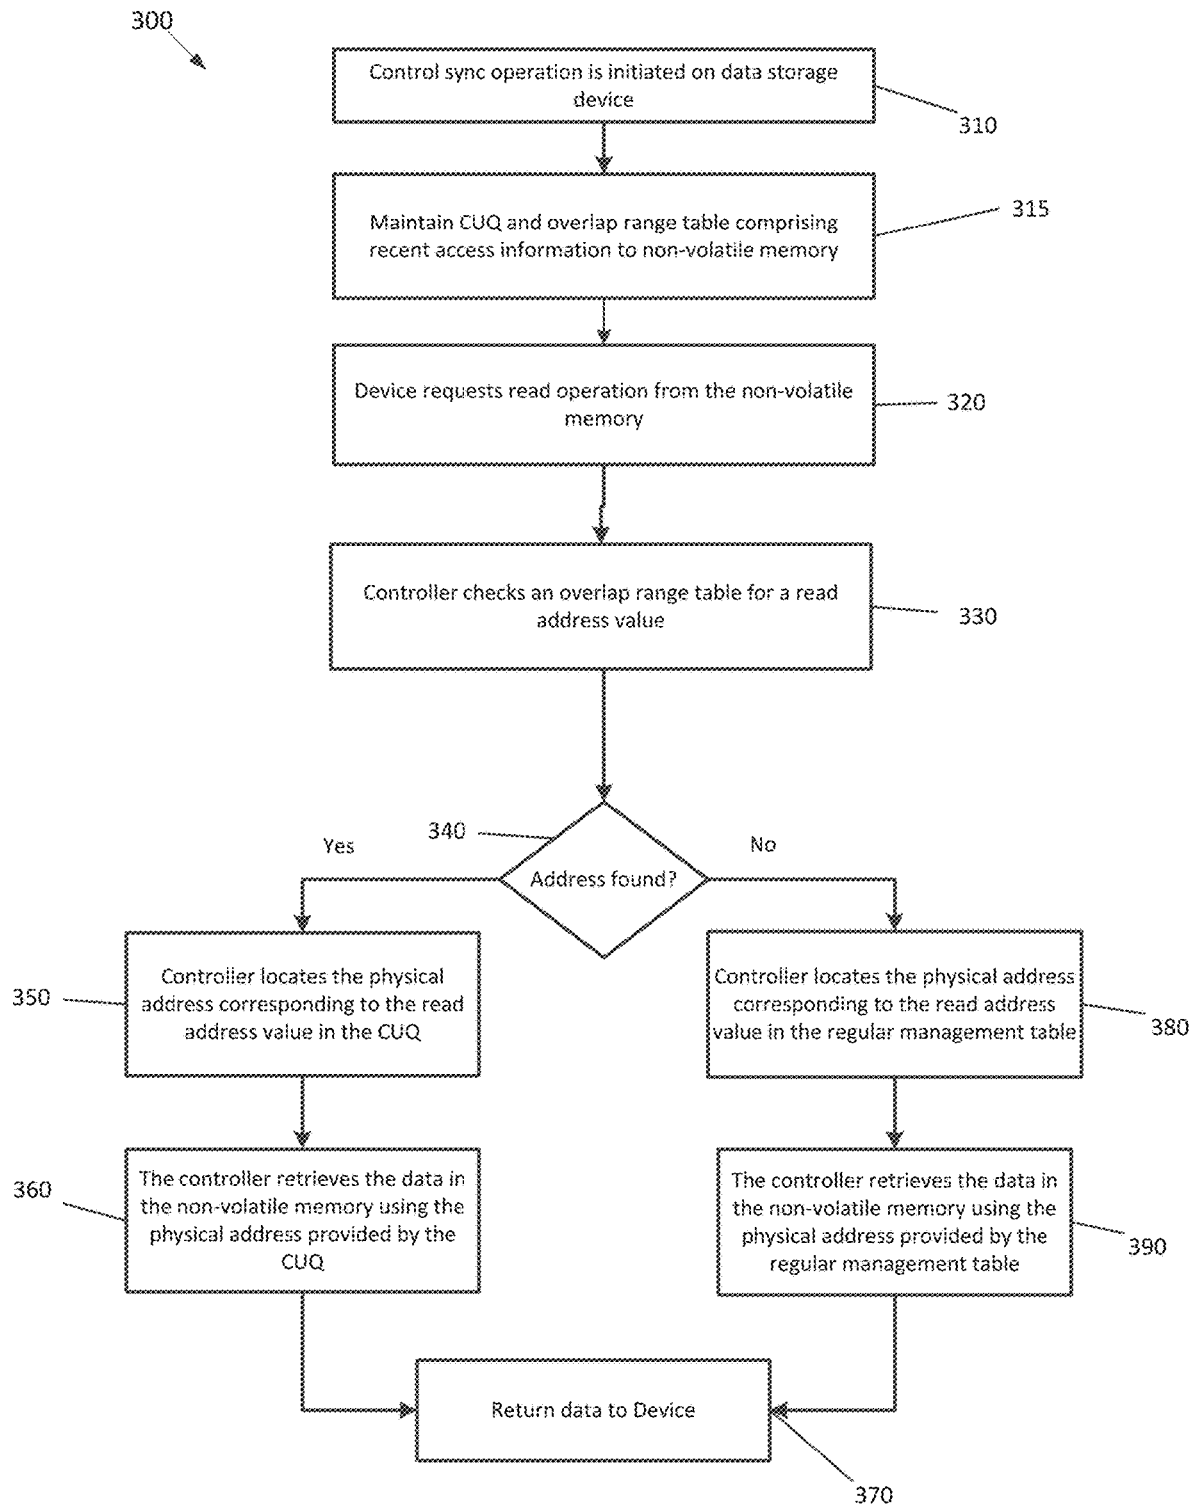 300
Control sync operation is initiated on data storage
device
310
Maintain CUQ and overlap range table comprising
recent access information to non-volatile memory
315
Device requests read operation from the non-volatile
memory
320
Controller checks an overlap range table for a read
address value
330
340
Yes
No
Address found?
Controller locates the physical
address corresponding to the read
address value in the CUQ
350
Controller locates the physical address
corresponding to the read address
value in the regular management table
380
The controller retrieves the data in
the non-volatile memory using the
physical address provided by the
CUQ
360
The controller retrieves the data in
the non-volatile memory using the
physical address provided by the
regular management table
390
Return data to Device
370